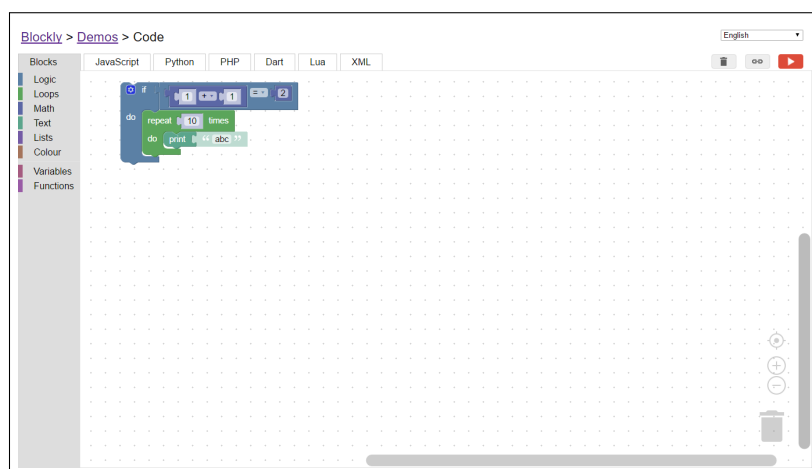 Blockly > Demos > Code
English
Blocks JavaScript Python PHP Dart Lua XML
Logic
Loops
Math
Text
Lists
Colour
Variables
Functions
if 1 + 1 = 2
do repeat 10 times
do print “ abc ”